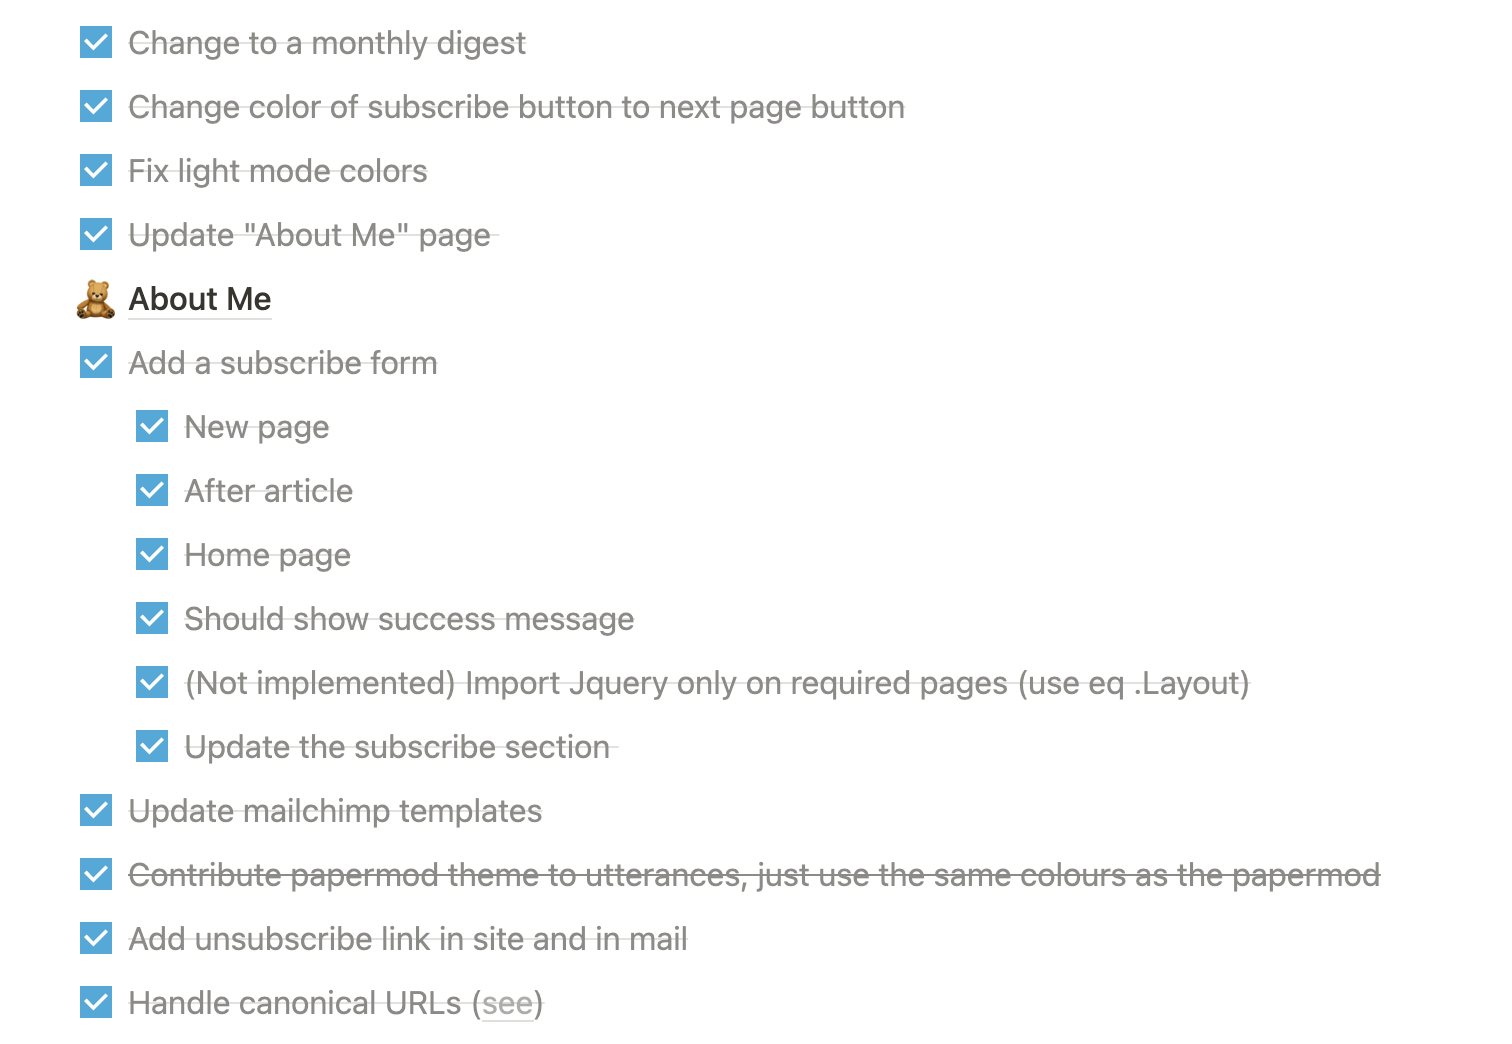 Change to a monthly digest
Change color of subscribe button to next page button
Fix light mode colors
Update "About Me" page
About Me
Add a subscribe form
New page
After article
Home page
Should show success message
(Not implemented) Import Jquery only on required pages (use eq .Layout)
Update the subscribe section
Update mailchimp templates
Contribute papermod theme to utterances, just use the same colours as the papermod
Add unsubscribe link in site and in mail
Handle canonical URLs (see)